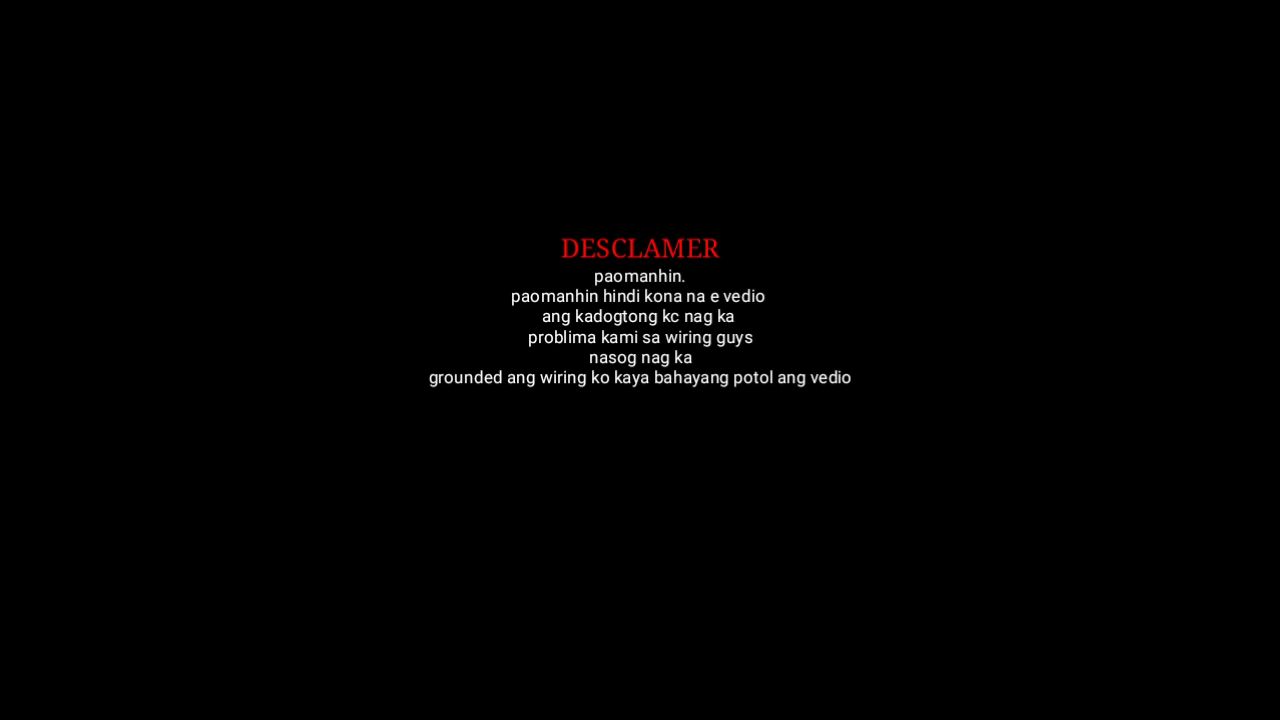 DESCLAMER
paomanhin.
paomanhin hindi kona na e vedio
ang kadogtong kc nag ka
problima kami sa wiring guys
nasog nag ka
grounded ang wiring ko kaya bahayang potol ang vedio